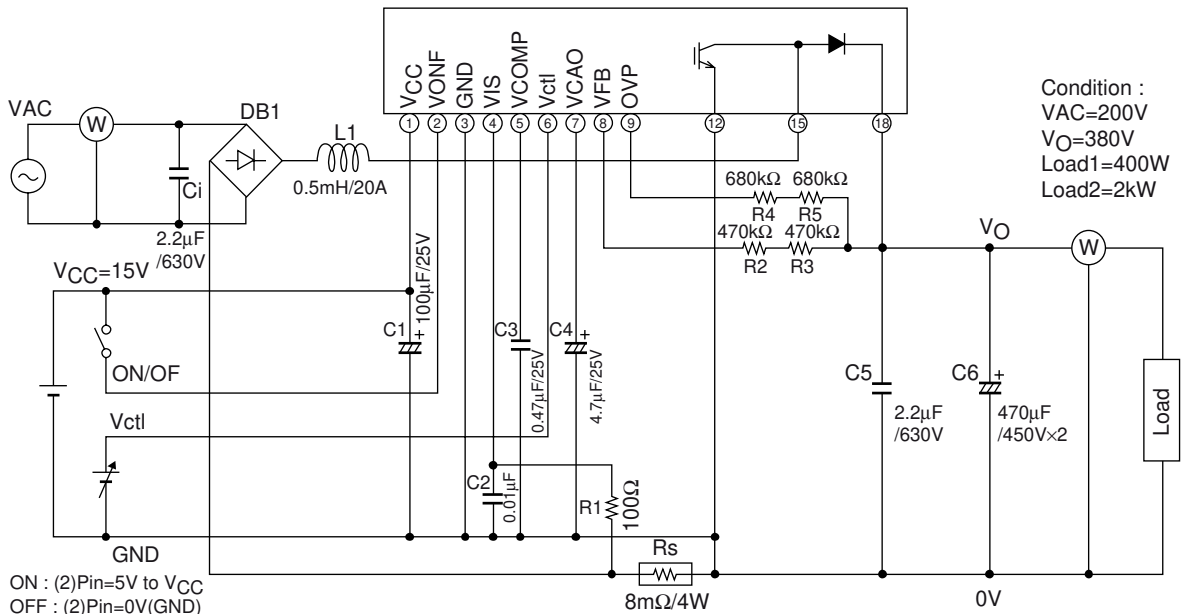 VCC
VONF
GND
VIS
VCOMP
Vctl
VCAO
VFB
OVP
1 2 3 4 5 6 7 8 9 12 15 18
Condition :
VAC=200V
VO=380V
Load1=400W
Load2=2kW
VAC
W
DB1
L1
0.5mH/20A
Ci
2.2μF
/630V
680kΩ 680kΩ
R4 R5
470kΩ 470kΩ
R2 R3
VO
W
VCC=15V
100μF/25V
C1 +
C3
0.47μF/25V
C4 +
4.7μF/25V
ON/OF
Vctl
C2
0.01μF
R1
100Ω
C5
2.2μF
/630V
C6 +
470μF
/450V×2
Load
GND
Rs
8mΩ/4W
0V
ON : (2)Pin=5V to VCC
OFF : (2)Pin=0V(GND)